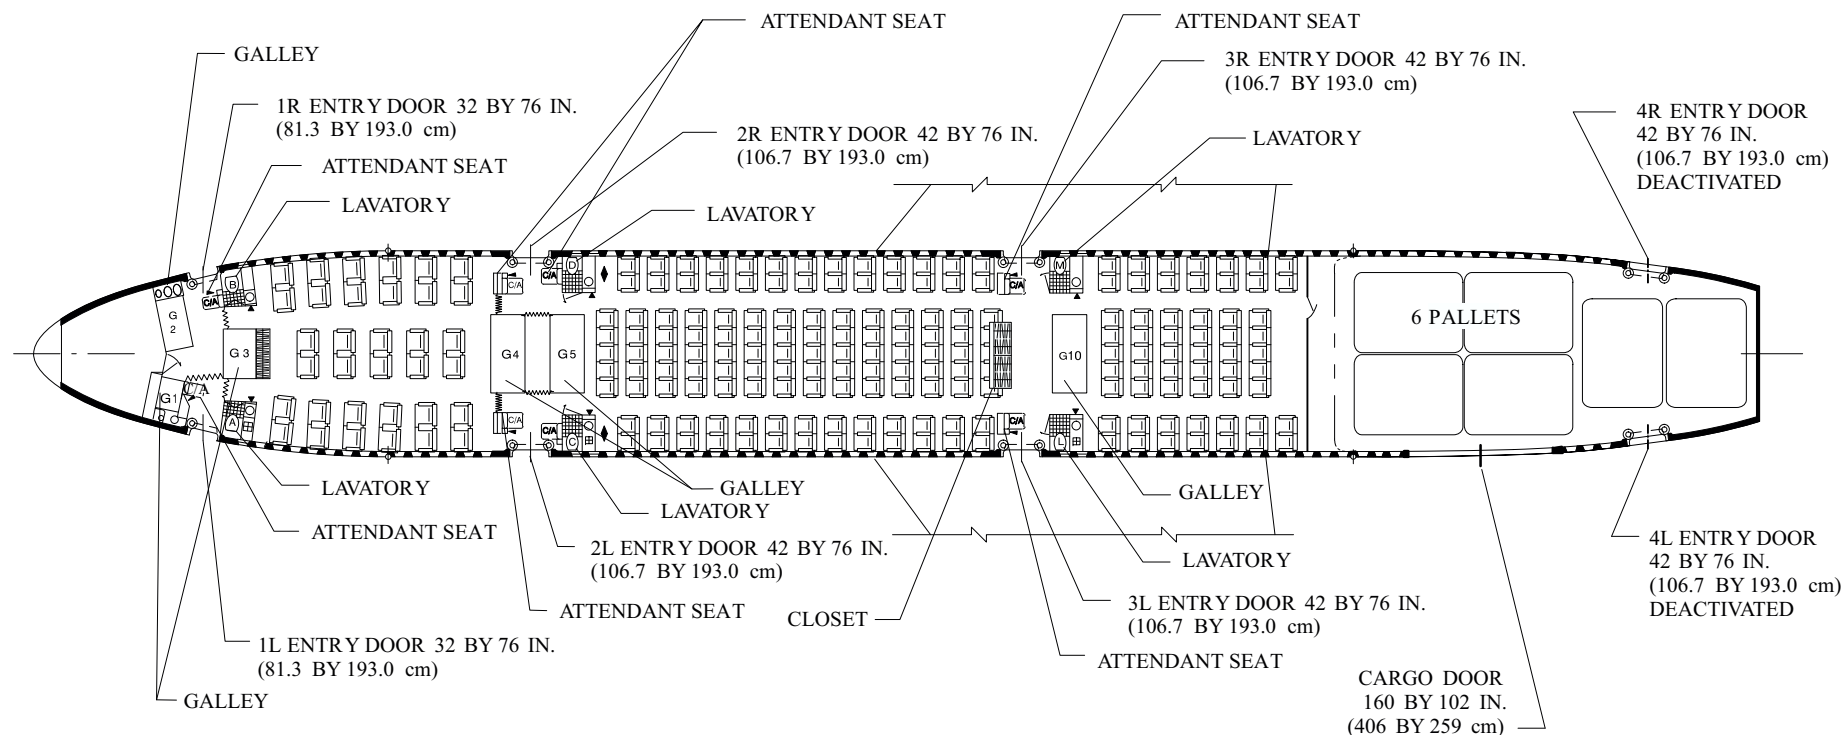 ATTENDANT SEAT
ATTENDANT SEAT
GALLEY
3R ENTRY DOOR 42 BY 76 IN.
(106.7 BY 193.0 cm)
1R ENTRY DOOR 32 BY 76 IN.
(81.3 BY 193.0 cm)
2R ENTRY DOOR 42 BY 76 IN.
(106.7 BY 193.0 cm)
LAVATORY
4R ENTRY DOOR
42 BY 76 IN.
(106.7 BY 193.0 cm)
DEACTIVATED
ATTENDANT SEAT
LAVATORY
LAVATORY
B
C/A
C/A
C/A
D
C/A
M
G
2
G 3
G4
G5
G10
6 PALLETS
G1
C/A
A
C/A
C/A
C
C/A
L
LAVATORY
GALLEY
GALLEY
LAVATORY
ATTENDANT SEAT
2L ENTRY DOOR 42 BY 76 IN.
(106.7 BY 193.0 cm)
LAVATORY
4L ENTRY DOOR
42 BY 76 IN.
(106.7 BY 193.0 cm)
DEACTIVATED
ATTENDANT SEAT
CLOSET
3L ENTRY DOOR 42 BY 76 IN.
(106.7 BY 193.0 cm)
1L ENTRY DOOR 32 BY 76 IN.
(81.3 BY 193.0 cm)
ATTENDANT SEAT
GALLEY
CARGO DOOR
160 BY 102 IN.
(406 BY 259 cm)